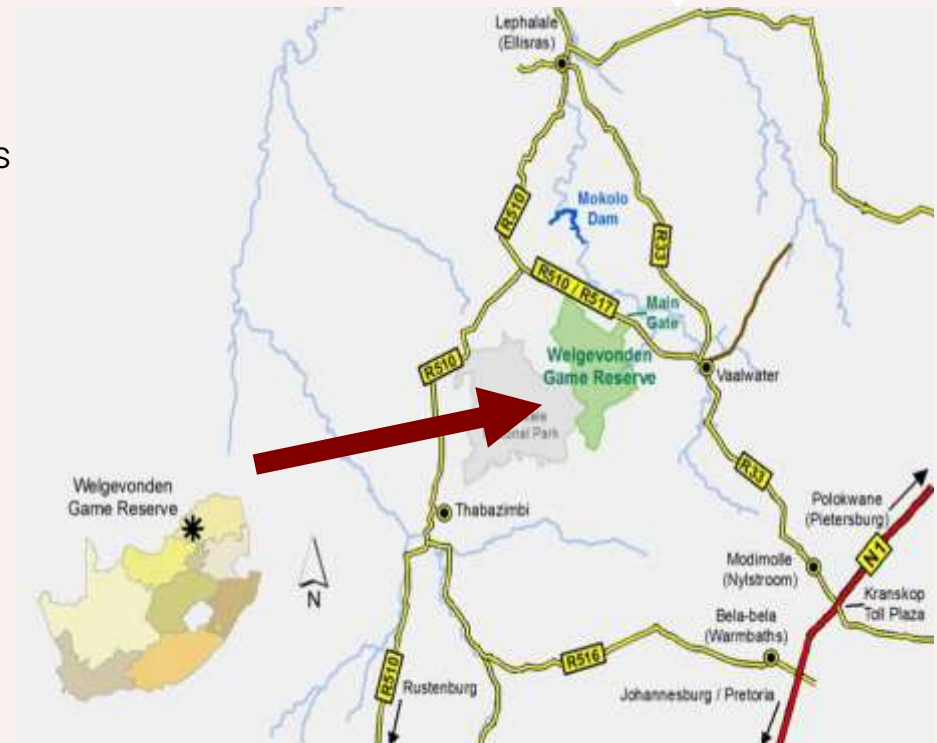 s
Lephalale
(Ellisras)
R510
Mokolo
Dam
R33
R510 / R517
Main
Gate
Welgevonden
Game Reserve
R510
Vaalwater
Park
R33
Welgevonden
Game Reserve
Thabazimbi
N
Polokwane
(Pietersburg)
N1
Modimolle
(Nylstroom)
Kranskop
Toll Plaza
Bela-bela
(Warmbaths)
R516
R510
Rustenburg
Johannesburg / Pretoria